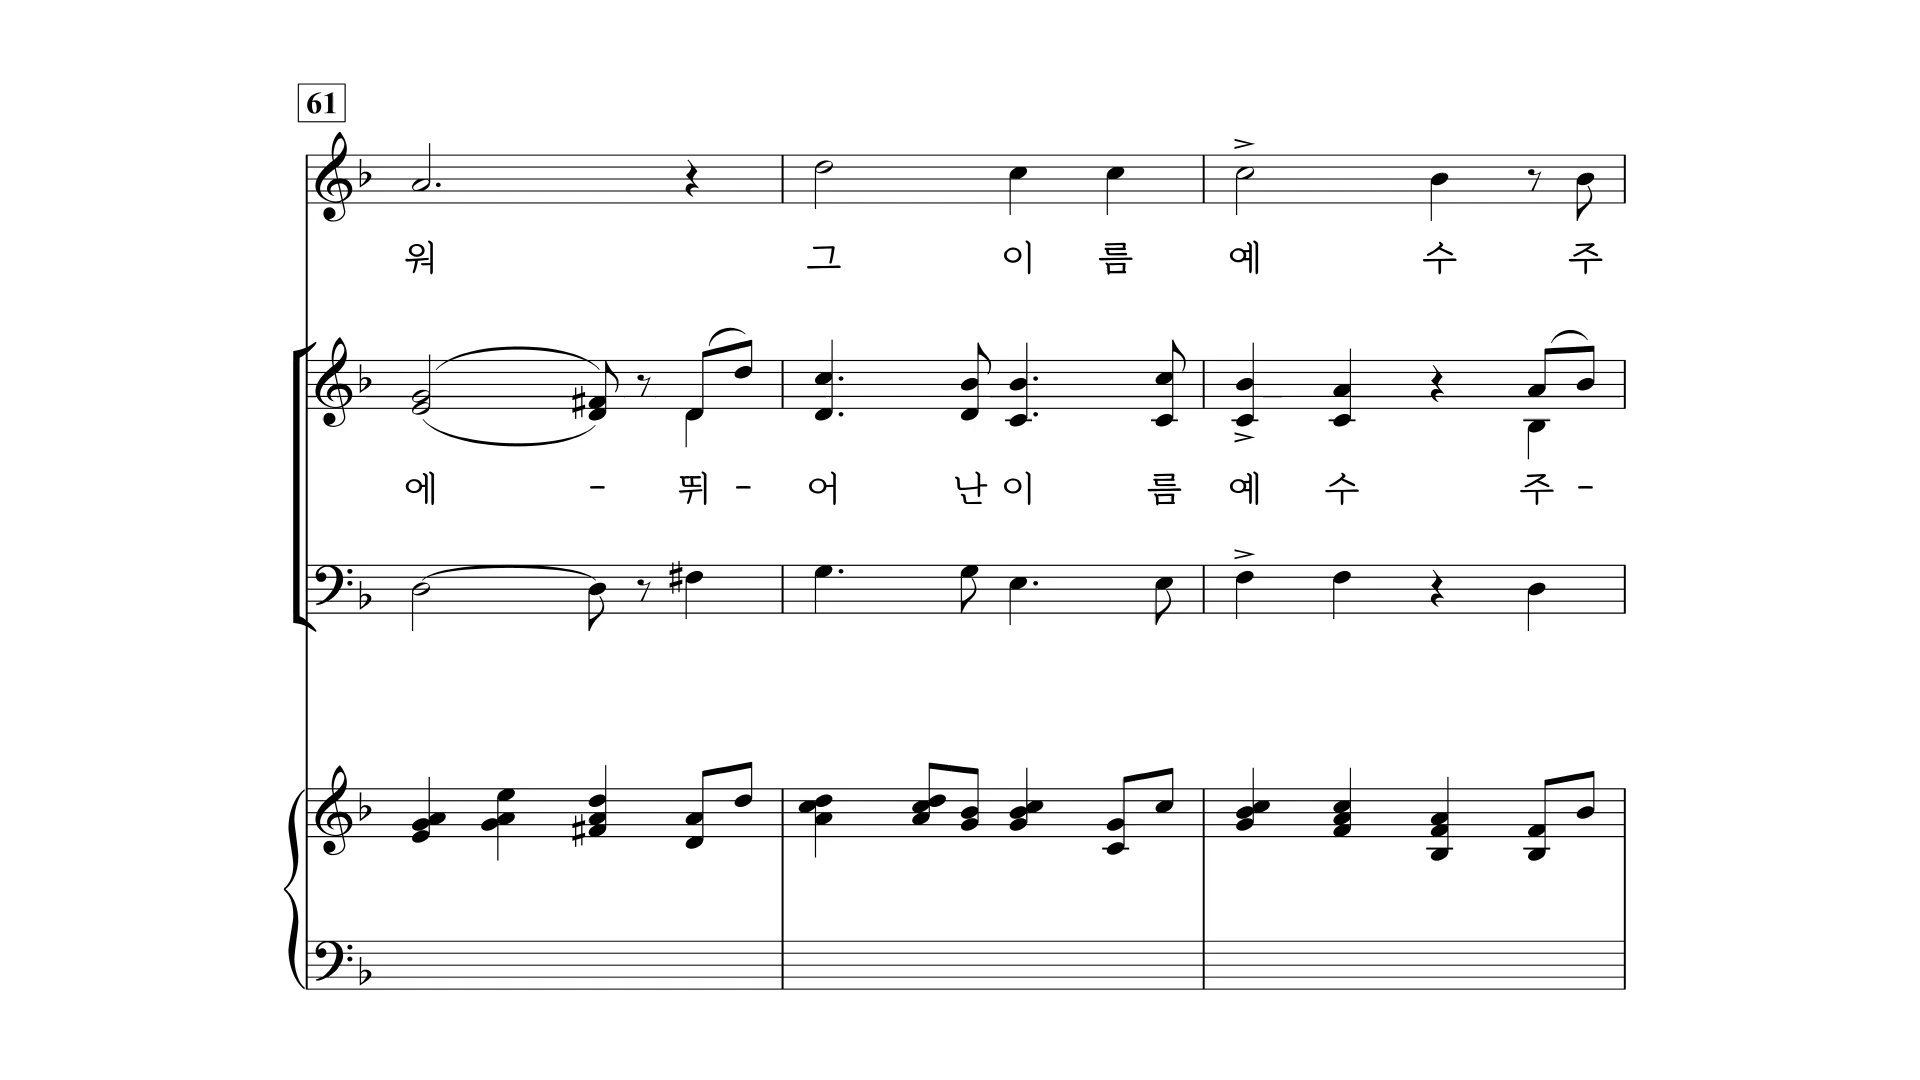 61
워 그 이 름 예 수 주
에 - 뛰 - 어 난 이 름 예 수 주 -